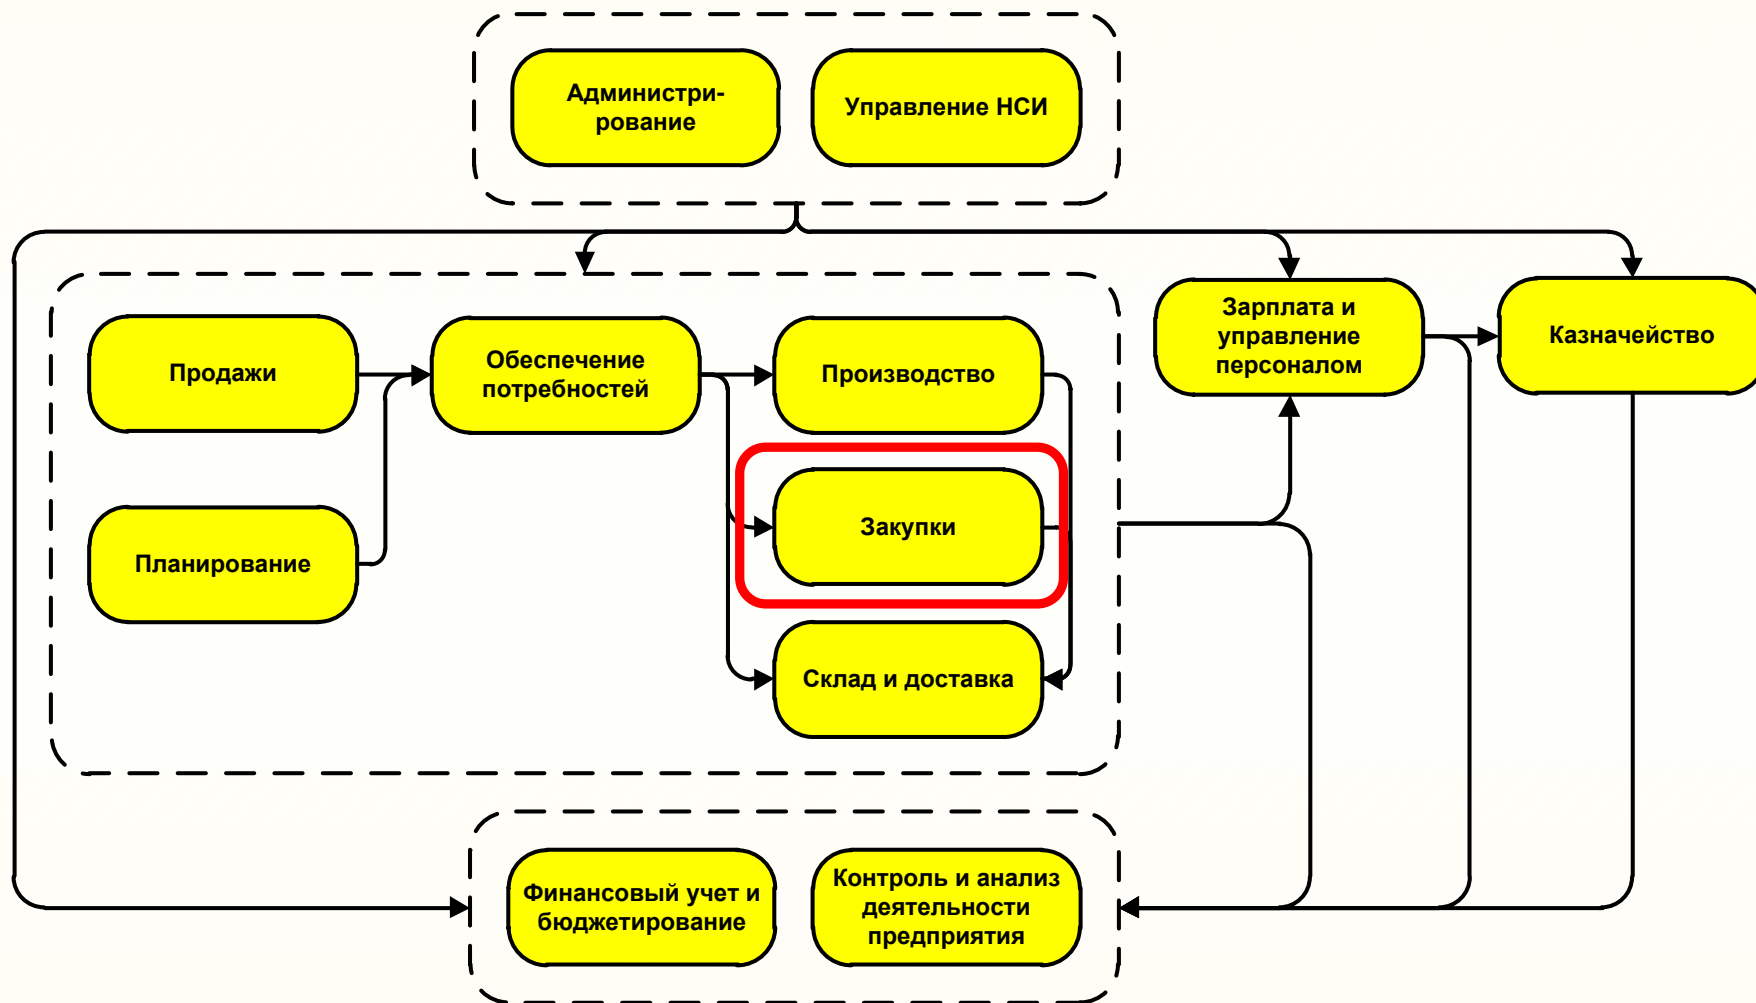 Администри-
рование
Управление НСИ
Продажи
Обеспечение
потребностей
Производство
Зарплата и
управление
персоналом
Казначейство
Планирование
Закупки
Склад и доставка
Финансовый учет и
бюджетирование
Контроль и анализ
деятельности
предприятия